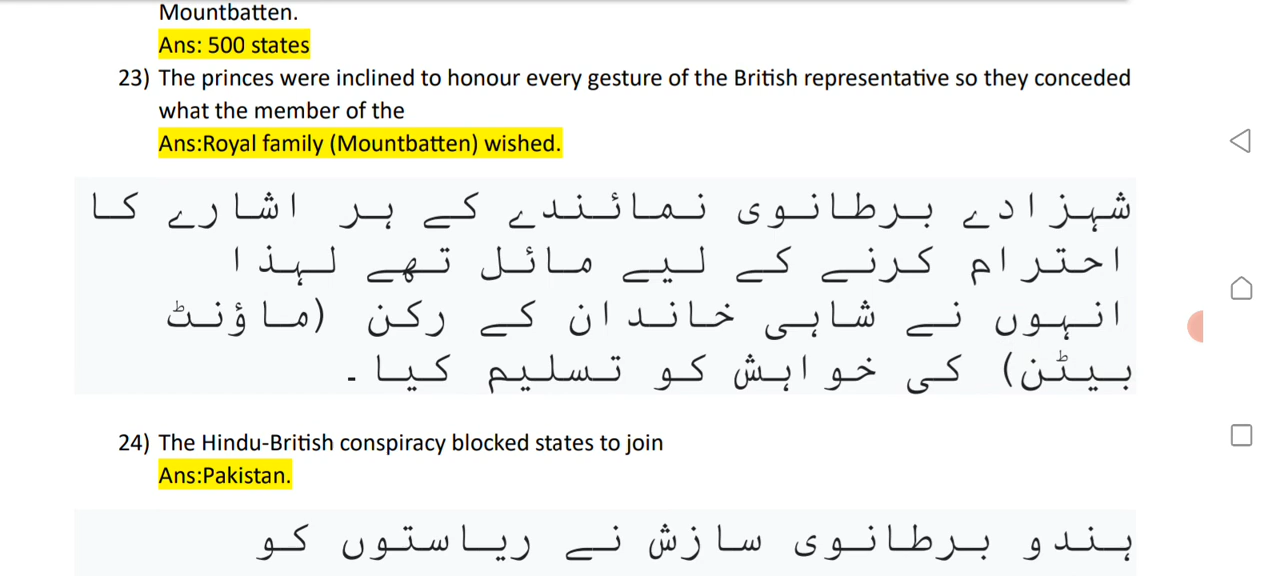 Mountbatten.
Ans: 500 states
23) The princes were inclined to honour every gesture of the British representative so they conceded
what the member of the
Ans:Royal family (Mountbatten) wished.
شہزادے برطانوی نمائندے کے ہر اشارے کا
احترام کرنے کے لیے مائل تھے لہذا
انہوں نے شاہی خاندان کے رکن (ماؤنٹ
بیٹن) کی خواہش کو تسلیم کیا۔
24) The Hindu-British conspiracy blocked states to join
Ans:Pakistan.
ہندو برطانوی سازش نے ریاستوں کو